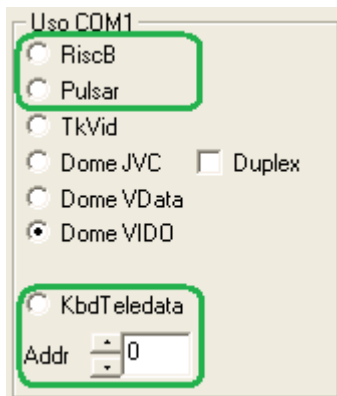 Uso COM1
RiscB
Pulsar
TkVid
Dome JVC Duplex
Dome VData
Dome VIDO
KbdTeledata
Addr 0